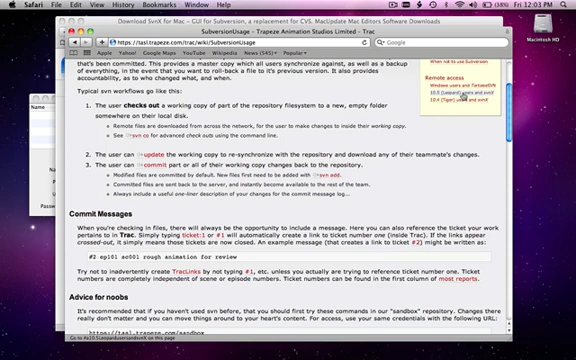 Safari File Edit View History Bookmarks Window Help
Fri 12:03 PM
Download SvnX for Mac – GUI for Subversion, a replacement for CVS. MacUpdate Mac Editors Software Downloads
SubversionUsage – Trapeze Animation Studios Limited – Trac
https://tasl.trapeze.com/trac/wiki/SubversionUsage
Google
Apple Yahoo! Google Maps YouTube Wikipedia News (1) Popular
Macintosh HD
that's committed. This provides a master copy which all users synchronize against, as well as a backup
of everything, in the event that you want to roll-back a file to it's previous version. It also provides
accountability, as to who changed what, and when.
When not to use Subversion
Remote access
Windows users and TortoiseSVN
10.5 (Leopard) users and svnX
10.4 (Tiger) users and svnX
Typical svn workflows go like this:
1. The user checks out a working copy of part of the repository filesystem to a new, empty folder
somewhere on their local disk.
Remote files are downloaded from across the network, for the user to make changes to inside their working copy.
See svn co for advanced check outs using the command line.
2. The user can update the working copy to re-synchronize with the repository and download any of their teammate's changes.
3. The user can commit part or all of their working copy changes back to the repository.
Modified files are committed by default. New files first need to be added with svn add.
Committed files are sent back to the server, and instantly become available to the rest of the team.
Always include a useful one-liner description of your changes for the commit message log...
Commit Messages
When you're checking in files, there will always be the opportunity to include a message. Here you can also reference the ticket your work
pertains to in Trac. Simply typing ticket:1 or #1 will automatically create a link to ticket number one (inside Trac). If the links appear
crossed-out, it simply means those tickets are now closed. An example message (that creates a link to ticket #2) might be written as:
#2 ep101 sc001 rough animation for review
Try not to inadvertently create TracLinks by not typing #1, etc. unless you actually are trying to reference ticket number one. Ticket
numbers are completely independent of scene or episode numbers. Ticket numbers can be found in the first column of most reports.
Advice for noobs
It's recommended that if you haven't used svn before, that you should first try these commands in our "sandbox" repository. Changes there
really don't matter and you can move things around to your heart's content. For access, use your same credentials with the following URL:
https://tasl.trapeze.com/sandbox